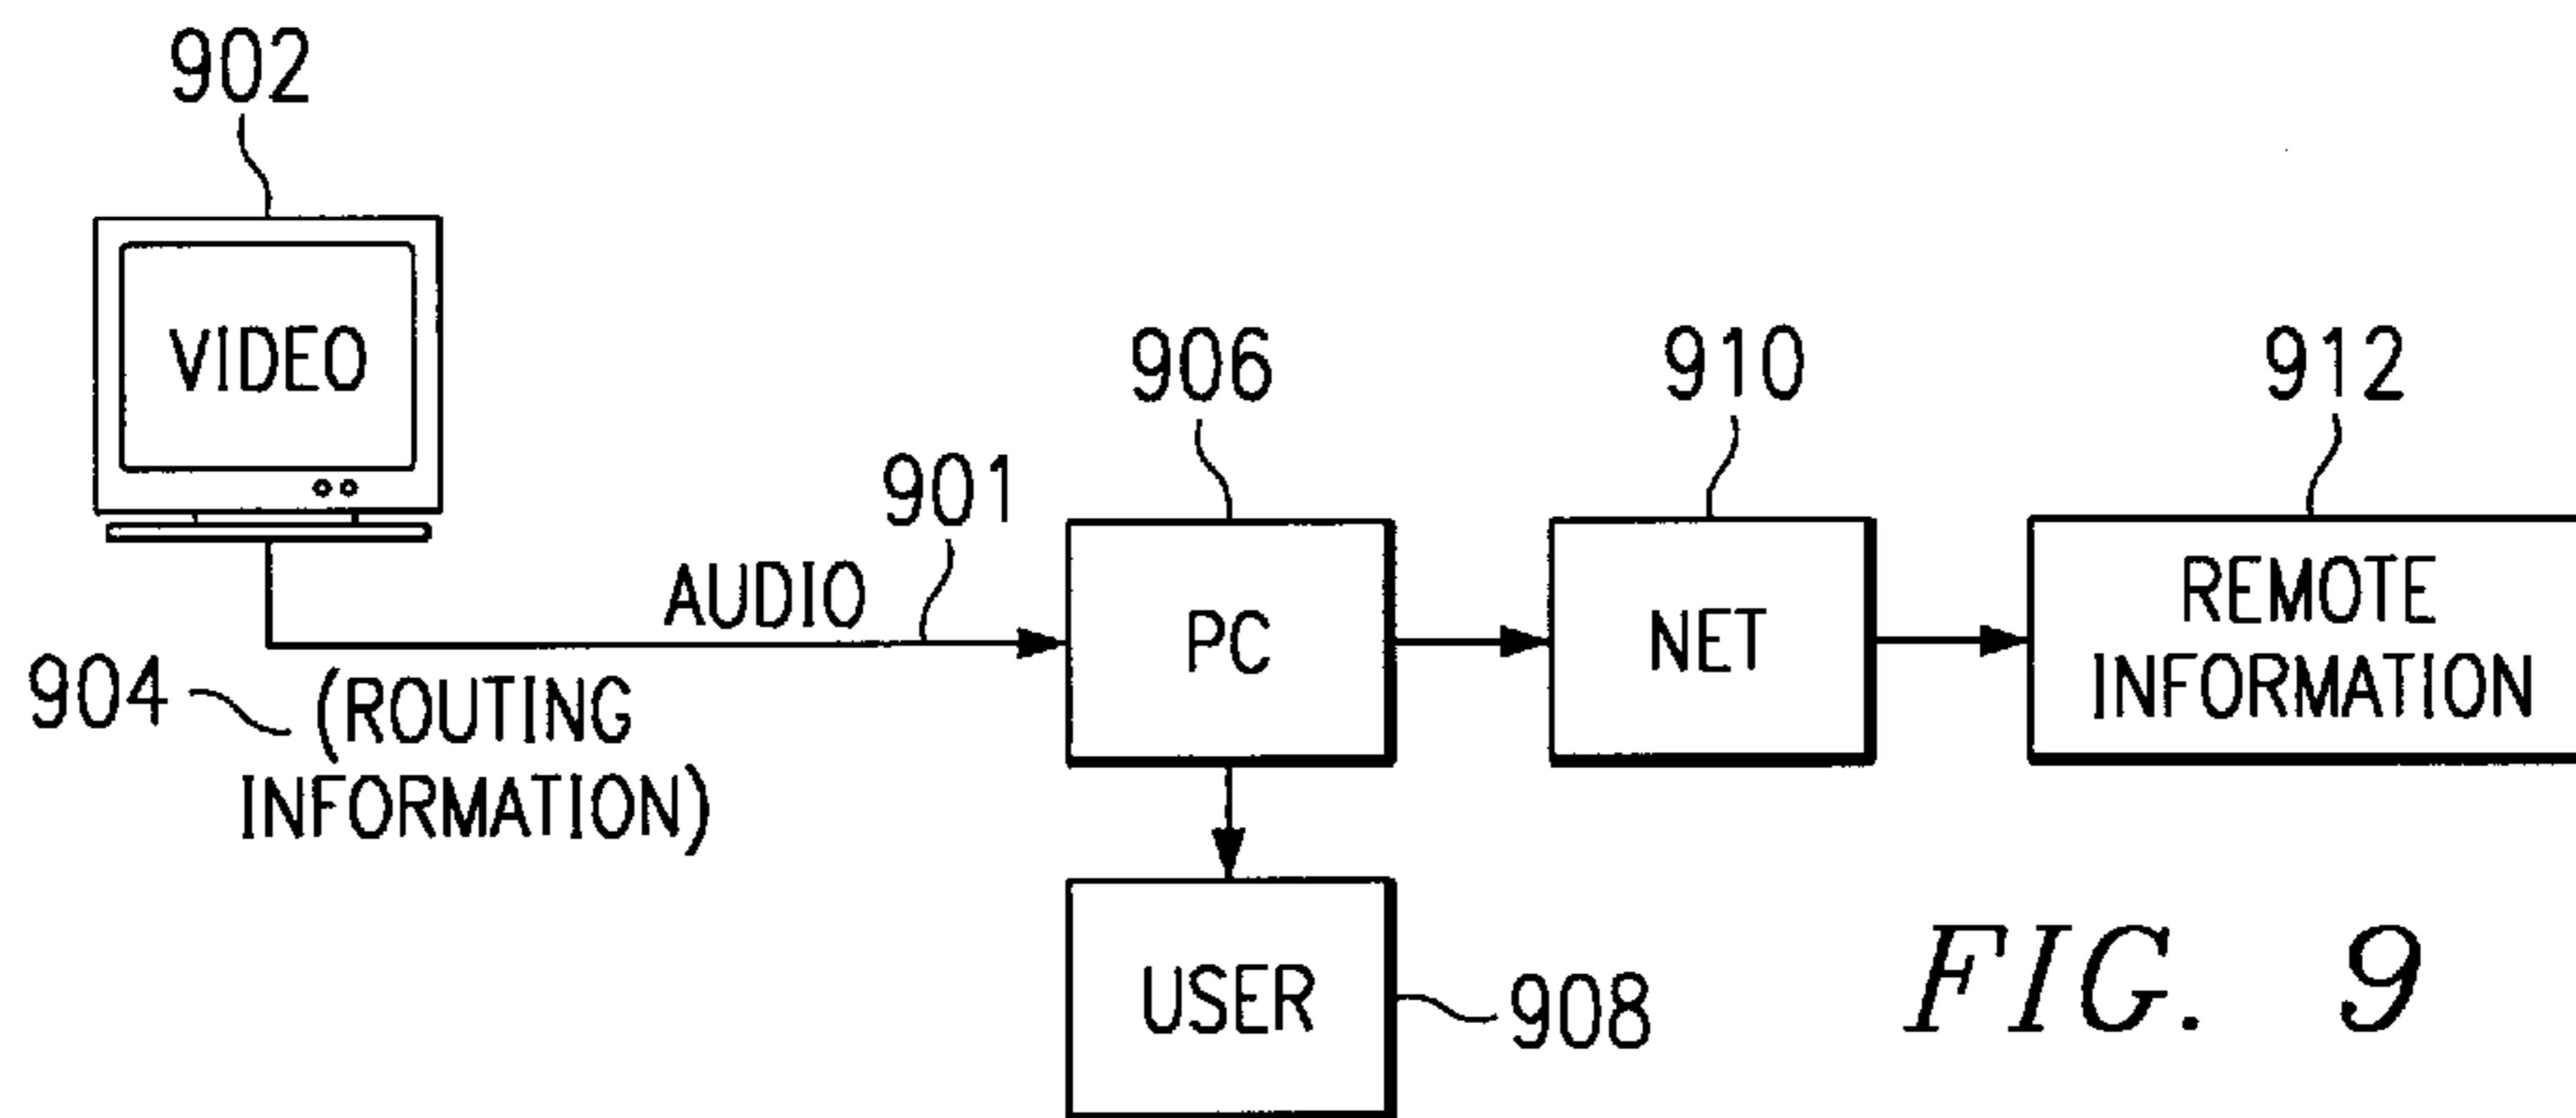 902
VIDEO
906
910
912
901
AUDIO
PC
NET
REMOTE
INFORMATION
904
(ROUTING
INFORMATION)
USER
908
FIG. 9